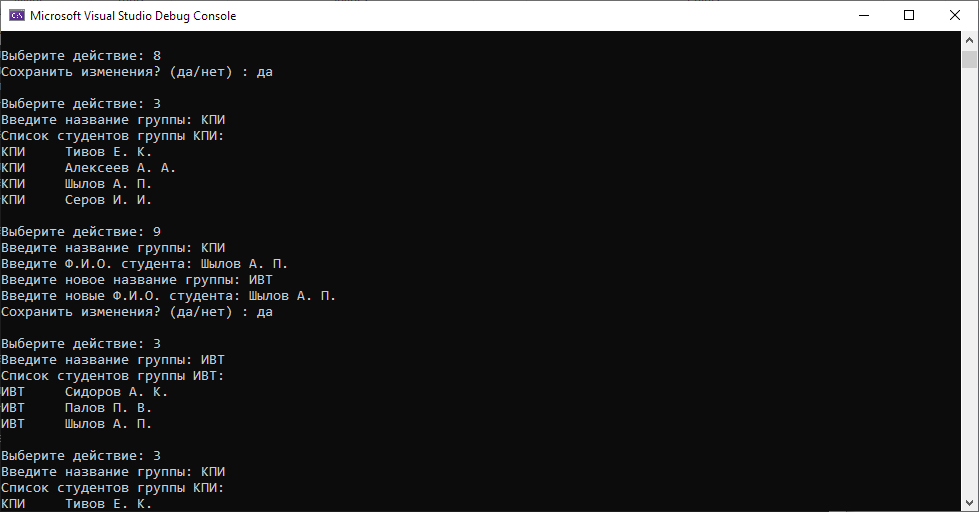 Microsoft Visual Studio Debug Console
Выберите действие: 8
Сохранить изменения? (да/нет) : да
Выберите действие: 3
Введите название группы: КПИ
Список студентов группы КПИ:
КПИ Тивов Е. К.
КПИ Алексеев А. А.
КПИ Шылов А. П.
КПИ Серов И. И.
Выберите действие: 9
Введите название группы: КПИ
Введите Ф.И.О. студента: Шылов А. П.
Введите новое название группы: ИВТ
Введите новые Ф.И.О. студента: Шылов А. П.
Сохранить изменения? (да/нет) : да
Выберите действие: 3
Введите название группы: ИВТ
Список студентов группы ИВТ:
ИВТ Сидоров А. К.
ИВТ Палов П. В.
ИВТ Шылов А. П.
Выберите действие: 3
Введите название группы: КПИ
Список студентов группы КПИ:
КПИ Тивов Е. К.